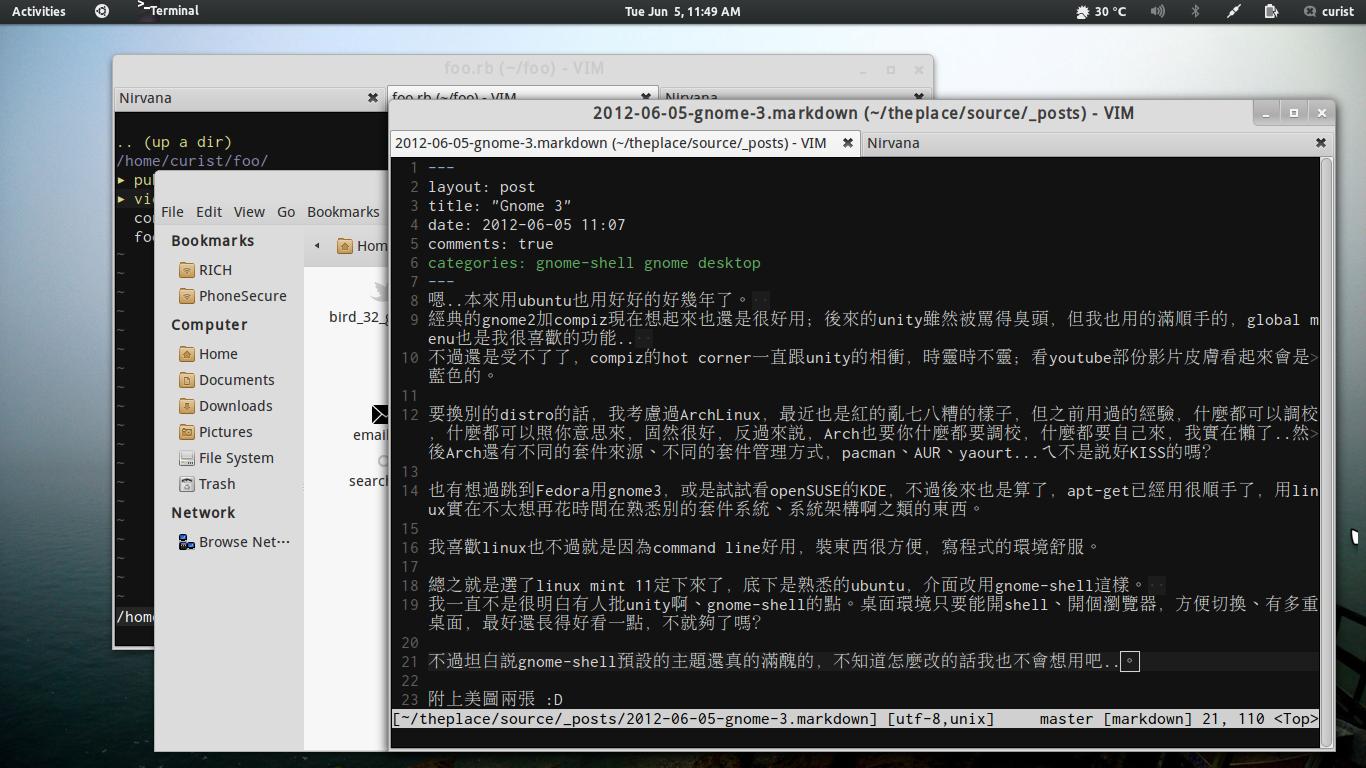 Activities
Terminal
Tue Jun 5, 11:49 AM
30 °C
curist
foo.rb (~/foo) - VIM
Nirvana
foo.rb (~/foo) - VIM
Nirvana
.. (up a dir)
/home/curist/foo/
▸ pu
▸ vi
co
foo
~
/home
File Edit View Go Bookmarks
Bookmarks
RICH
PhoneSecure
Computer
Home
Documents
Downloads
Pictures
File System
Trash
Network
Browse Net···
Hom
bird_32_
email
search
2012-06-05-gnome-3.markdown (~/theplace/source/_posts) - VIM
2012-06-05-gnome-3.markdown (~/theplace/source/_posts) - VIM
Nirvana
1 ---
2 layout: post
3 title: "Gnome 3"
4 date: 2012-06-05 11:07
5 comments: true
6 categories: gnome-shell gnome desktop
7 ---
8 嗯..本來用ubuntu也用好好的好幾年了。
9 經典的gnome2加compiz現在想起來也還是很好用；後來的unity雖然被罵得臭頭，但我也用的滿順手的，global m
enu也是我很喜歡的功能..
10 不過還是受不了了，compiz的hot corner一直跟unity的相衝，時靈時不靈；看youtube部份影片皮膚看起來會是>
藍色的。
11
12 要換別的distro的話，我考慮過ArchLinux，最近也是紅的亂七八糟的樣子，但之前用過的經驗，什麼都可以調校
，什麼都可以照你意思來，固然很好，反過來說，Arch也要你什麼都要調校，什麼都要自己來，我實在懶了..然>
後Arch還有不同的套件來源、不同的套件管理方式，pacman、AUR、yaourt...ㄟ不是説好KISS的嗎？
13
14 也有想過跳到Fedora用gnome3，或是試試看openSUSE的KDE，不過後來也是算了，apt-get已經用很順手了，用lin
ux實在不太想再花時間在熟悉別的套件系統、系統架構啊之類的東西。
15
16 我喜歡linux也不過就是因為command line好用，裝東西很方便，寫程式的環境舒服。
17
18 總之就是選了linux mint 11定下來了，底下是熟悉的ubuntu，介面改用gnome-shell這樣。
19 我一直不是很明白有人批unity啊、gnome-shell的點。桌面環境只要能開shell、開個瀏覽器，方便切換、有多重
桌面，最好還長得好看一點，不就夠了嗎？
20
21 不過坦白説gnome-shell預設的主題還真的滿醜的，不知道怎麼改的話我也不會想用吧..。
22
23 附上美圖兩張 :D
[~/theplace/source/_posts/2012-06-05-gnome-3.markdown] [utf-8,unix] master [markdown] 21, 110 <Top>